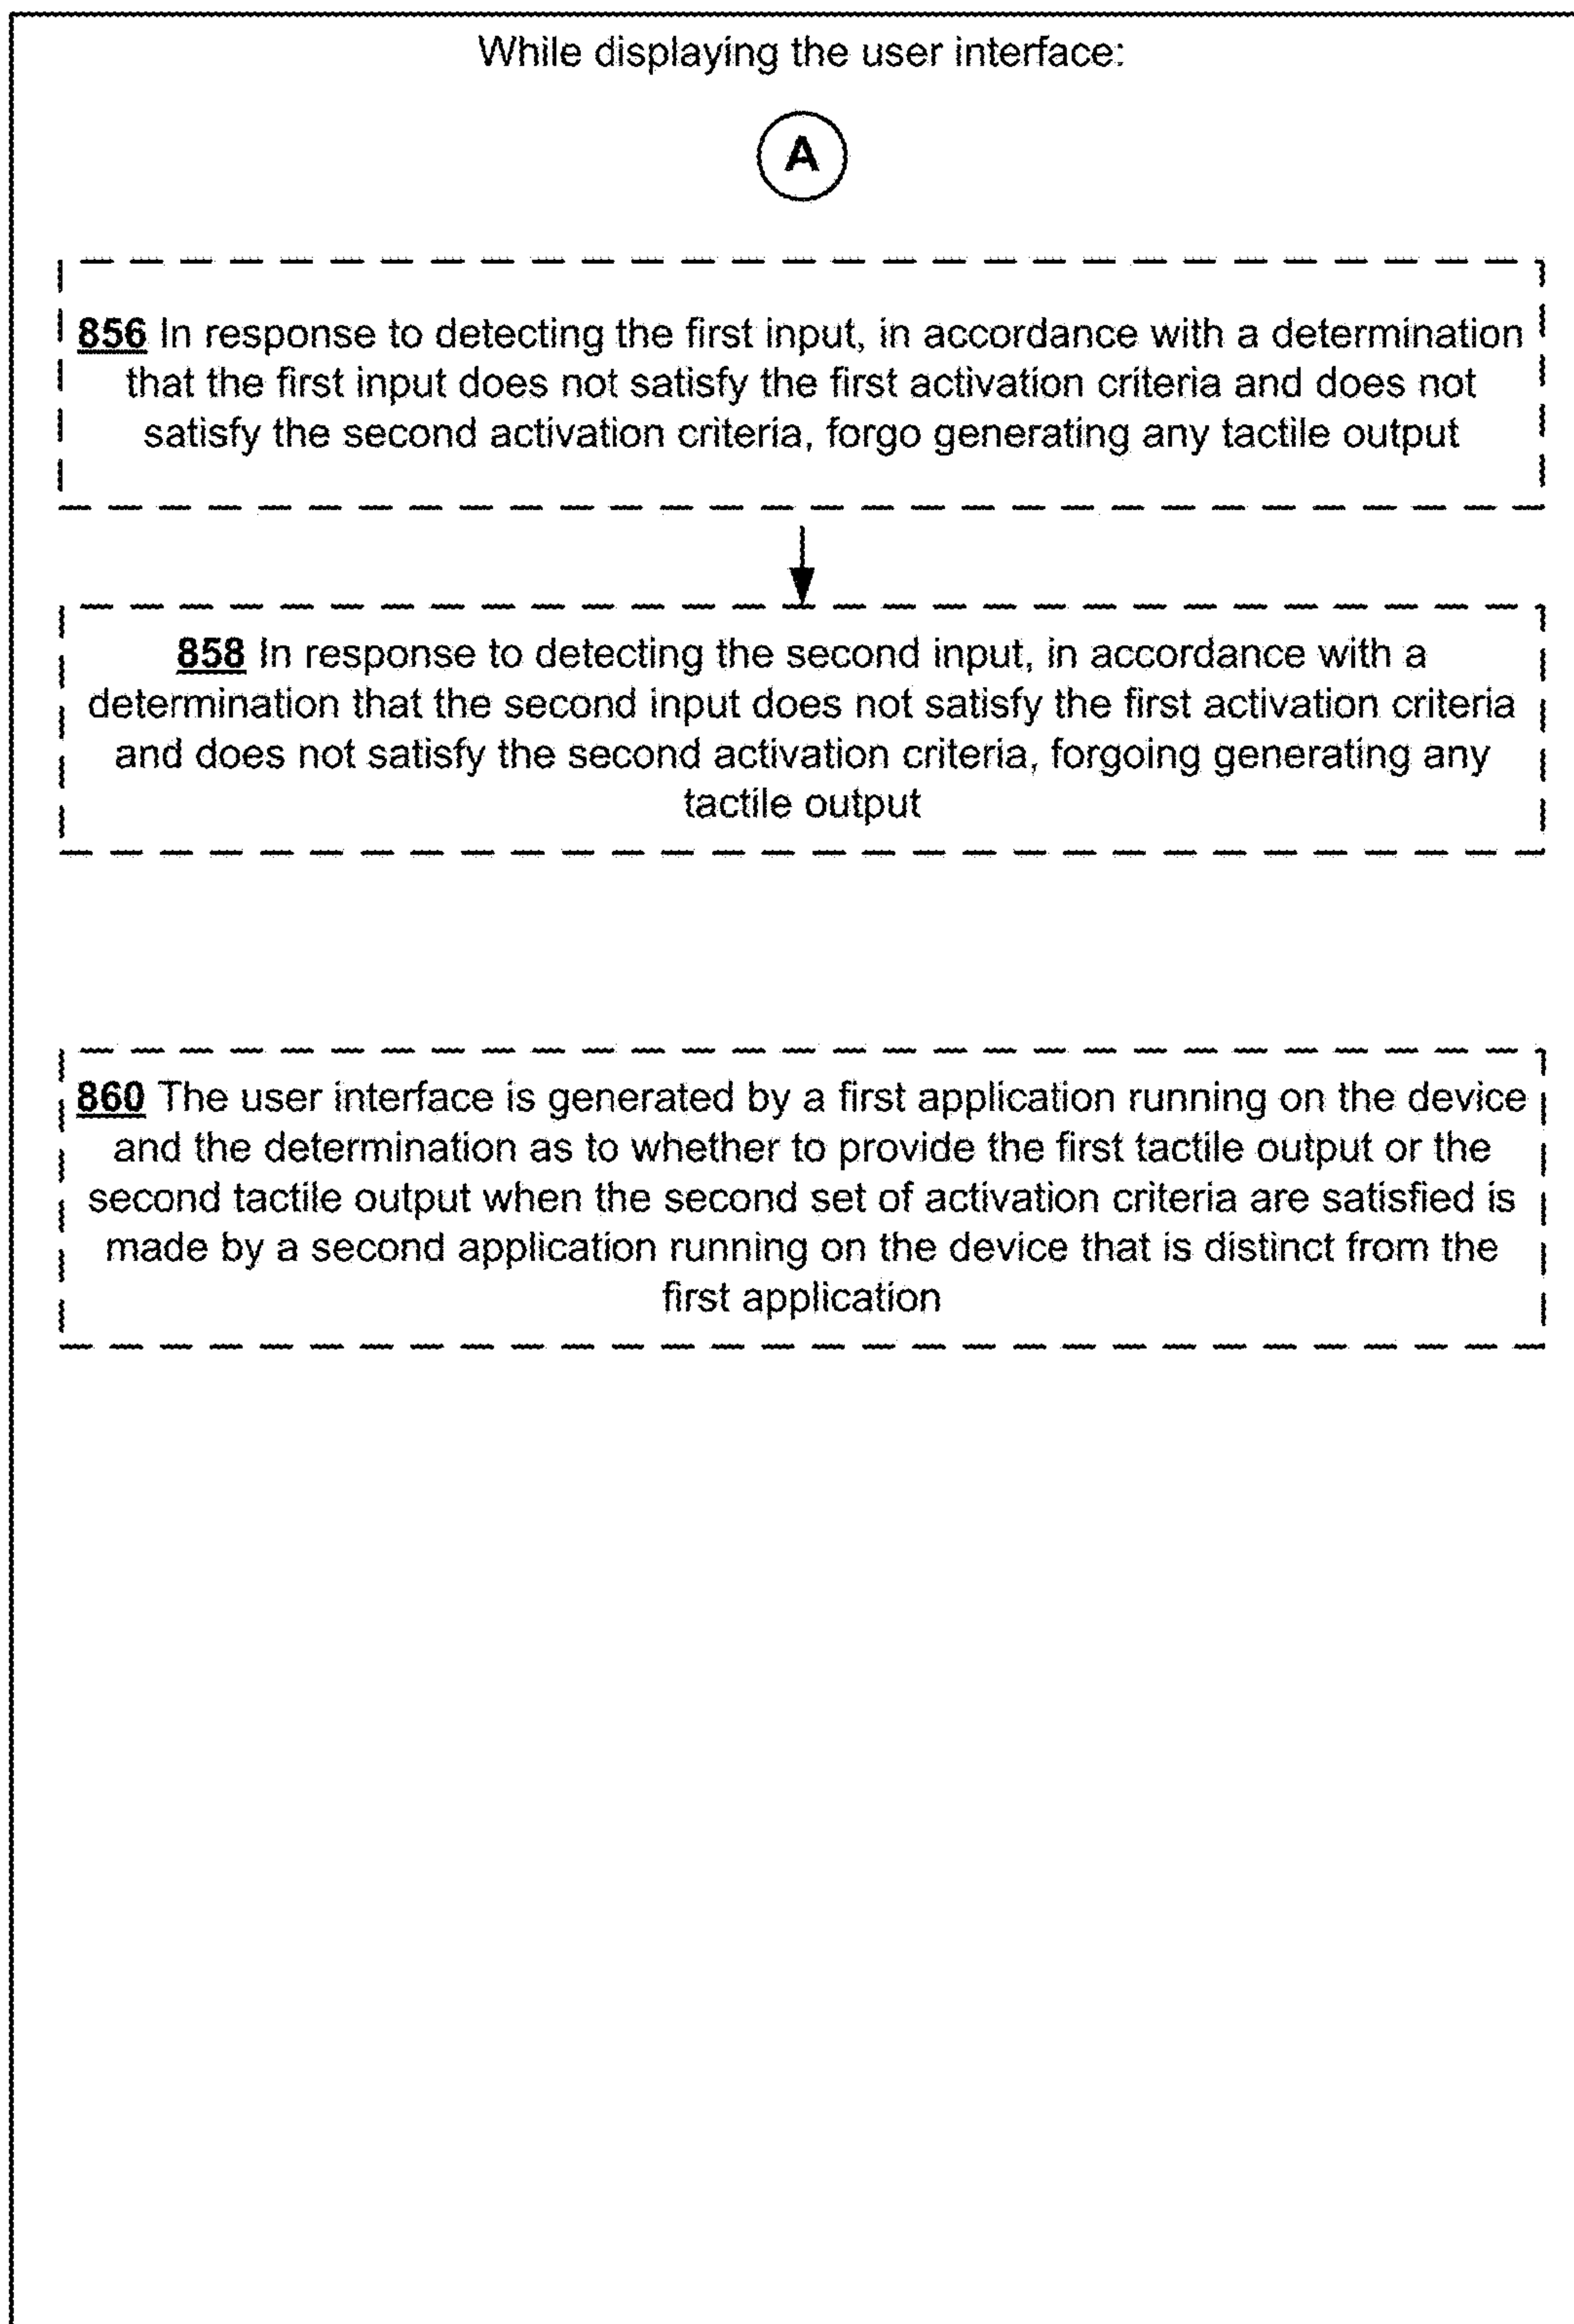 While displaying the user interface:
A
856 In response to detecting the first input, in accordance with a determination
that the first input does not satisfy the first activation criteria and does not
satisfy the second activation criteria, forgo generating any tactile output
858 In response to detecting the second input, in accordance with a
determination that the second input does not satisfy the first activation criteria
and does not satisfy the second activation criteria, forgoing generating any
tactile output
860 The user interface is generated by a first application running on the device
and the determination as to whether to provide the first tactile output or the
second tactile output when the second set of activation criteria are satisfied is
made by a second application running on the device that is distinct from the
first application